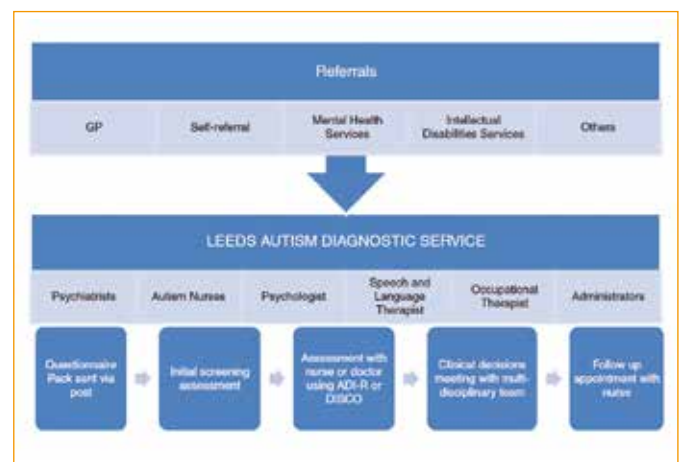 Referrals
GP
Self-referral
Mental Health
Services
Intellectual
Disabilities Services
Others
LEEDS AUTISM DIAGNOSTIC SERVICE
Psychiatrists
Autism Nurses
Psychologist
Speech and
Language
Therapist
Occupational
Therapist
Administrators
Questionnaire
Pack sent via
post
Initial screening
assessment
Assessment with
nurse or doctor
using ADI-R or
DISCO
Clinical decisions
meeting with multi-
disciplinary team
Follow up
appointment with
nurse